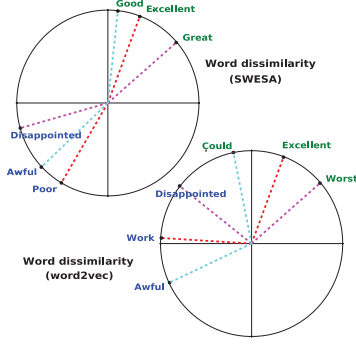 Good
Excellent
Great
Word dissimilarity
(SWESA)
Disappointed
Awful
Poor
Could
Excellent
Worst
Disappointed
Work
Word dissimilarity
(word2vec)
Awful